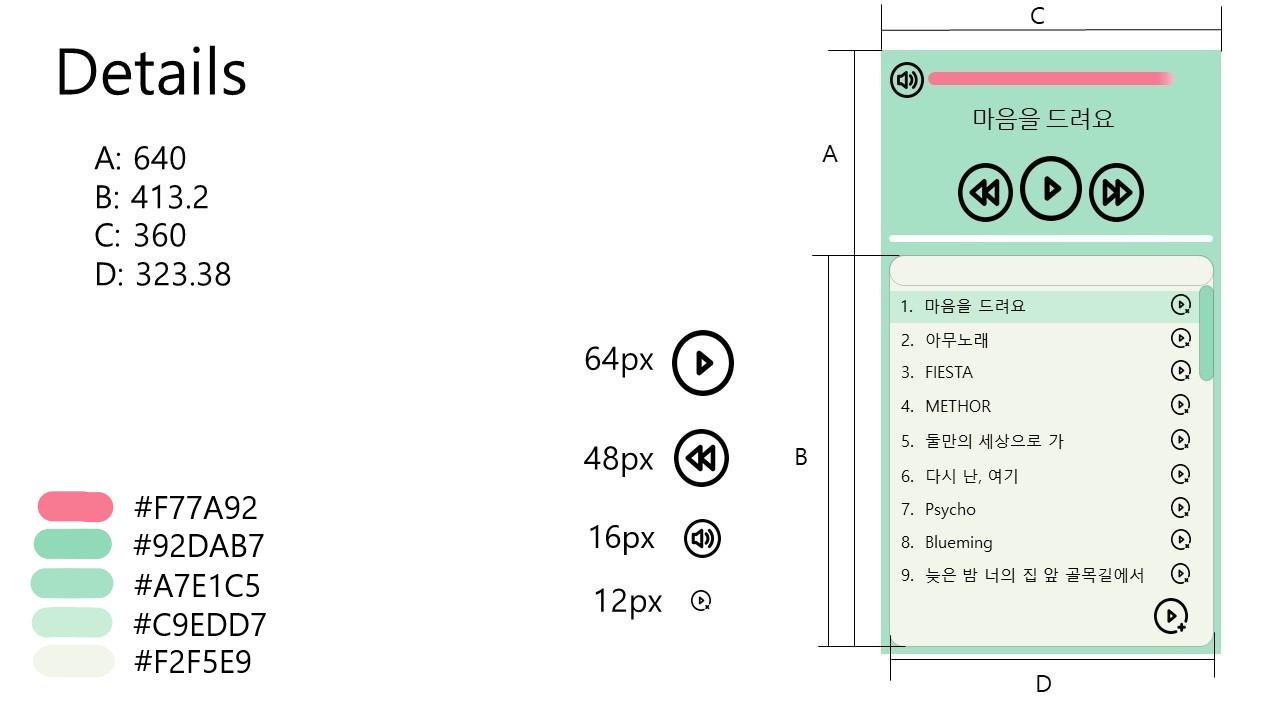 Details
A: 640
B: 413.2
C: 360
D: 323.38
64px
48px
16px
12px
#F77A92
#92DAB7
#A7E1C5
#C9EDD7
#F2F5E9
C
A
B
D
마음을 드려요
1. 마음을 드려요
2. 아무노래
3. FIESTA
4. METHOR
5. 둘만의 세상으로 가
6. 다시 난, 여기
7. Psycho
8. Blueming
9. 늦은 밤 너의 집 앞 골목길에서